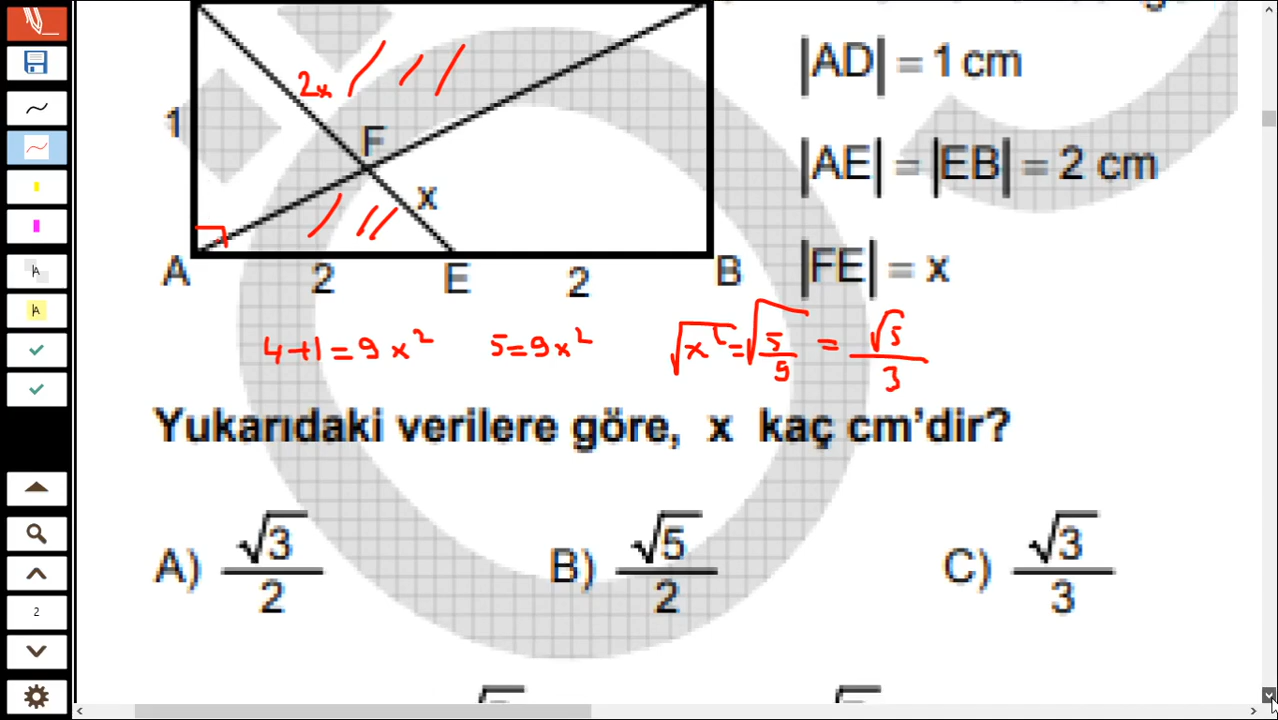 |AD| = 1 cm
2x
1
F
|AE| = |EB| = 2 cm
x
A 2 E 2 B
|FE| = x
4+1=9x² 5=9x² √x²=√5/9 = √5/3
Yukarıdaki verilere göre, x kaç cm'dir?
A) √3/2 B) √5/2 C) √3/3
2